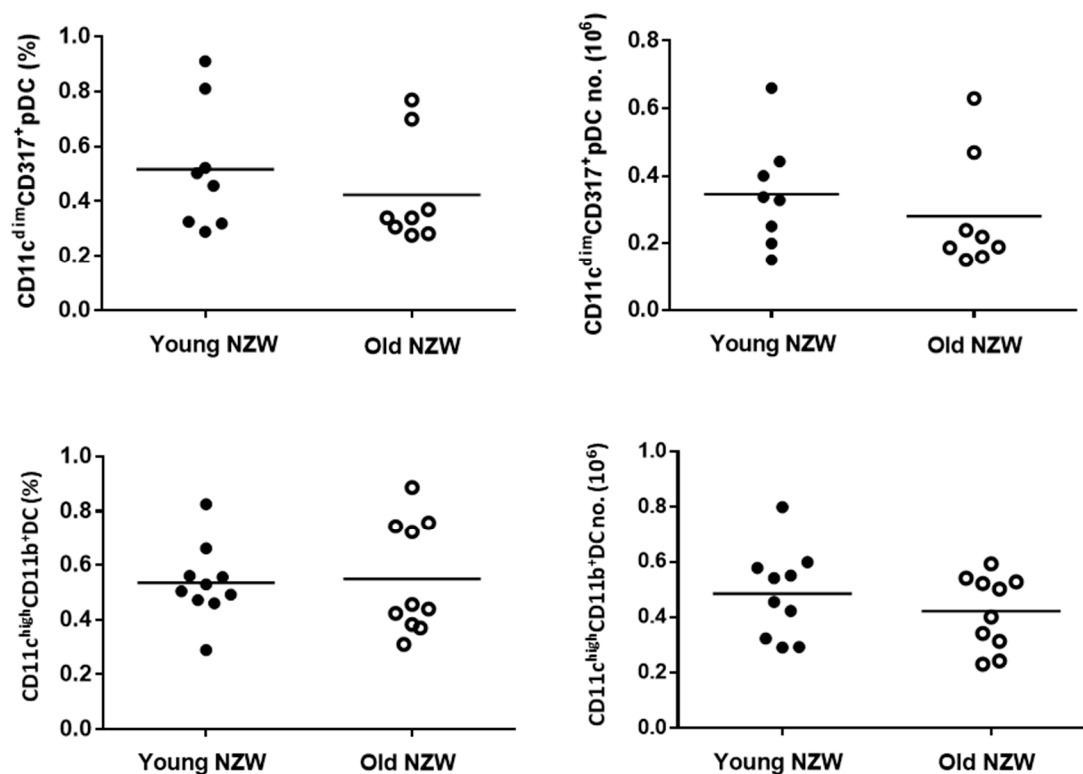 CD11c^dim CD317⁺pDC (%)
1.0
0.8
0.6
0.4
0.2
0.0
Young NZW Old NZW
CD11c^dim CD317⁺pDC no. (10⁶)
0.8
0.6
0.4
0.2
0.0
Young NZW Old NZW
CD11c^high CD11b⁺DC (%)
1.0
0.8
0.6
0.4
0.2
0.0
Young NZW Old NZW
CD11c^high CD11b⁺DC no. (10⁶)
1.0
0.8
0.6
0.4
0.2
0.0
Young NZW Old NZW